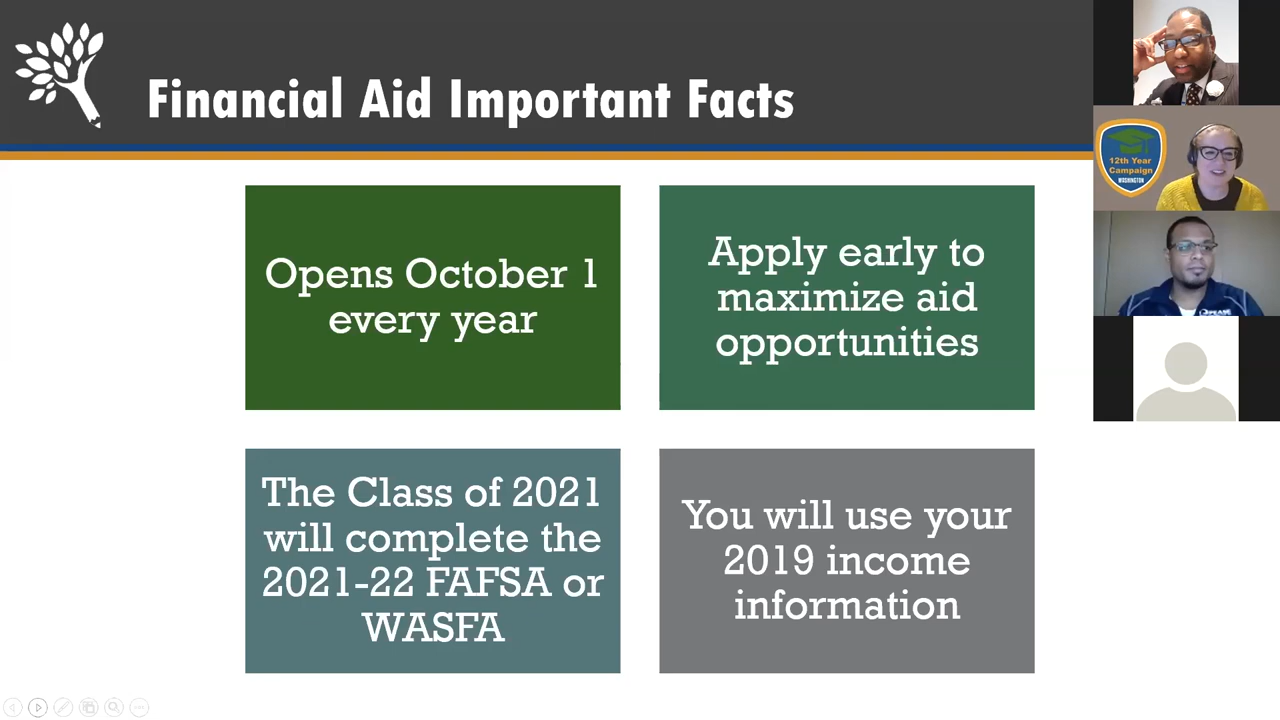 Financial Aid Important Facts
Opens October 1
every year
Apply early to
maximize aid
opportunities
The Class of 2021
will complete the
2021-22 FAFSA or
WASFA
You will use your
2019 income
information
12th Year
Campaign
WASHINGTON